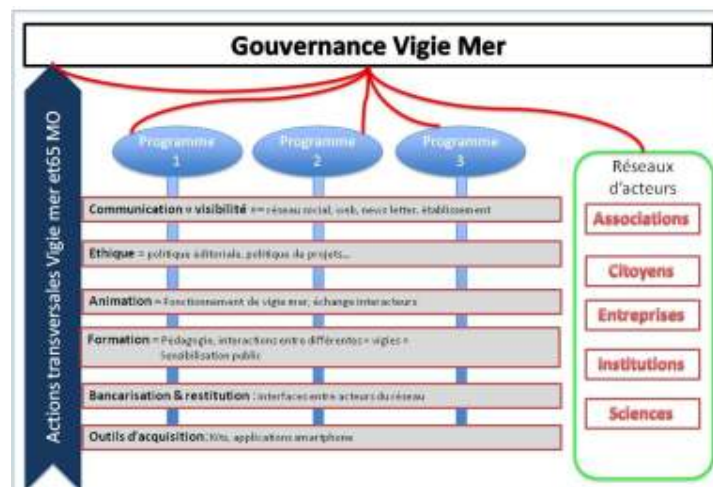 Gouvernance Vigie Mer
Actions transversales Vigie mer et65 MO
Programme
1
Programme
2
Programme
3
Communication « visibilité »= réseau social, web, news letter, établissement
Ethique = politique éditoriale, politique de projets...
Animation = Fonctionnement de vigie mer, échange interacteurs
Formation = Pédagogie, interactions entre différentes « vigies »
Sensibilisation public
Bancarisation & restitution : interfaces entre acteurs du réseau
Outils d'acquisition: Kits, applications smartphone
Réseaux
d'acteurs
Associations
Citoyens
Entreprises
Institutions
Sciences